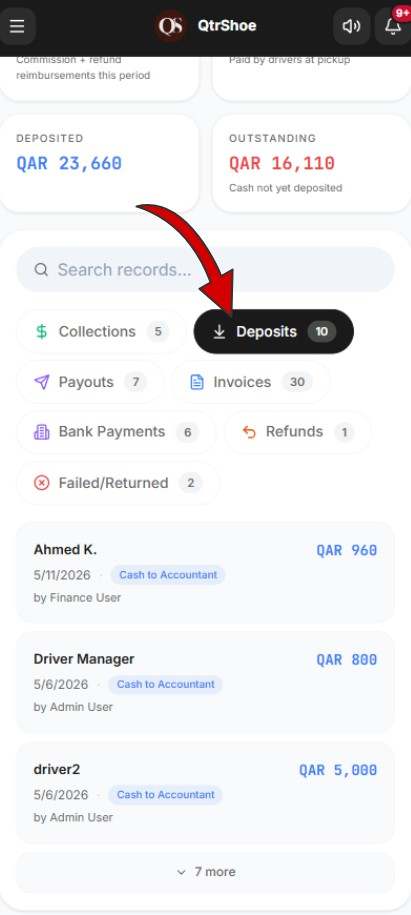 QS QtrShoe 9+
Commission + refund
reimbursements this period
Paid by drivers at pickup
DEPOSITED
QAR 23,660
OUTSTANDING
QAR 16,110
Cash not yet deposited
Search records...
Collections 5
Deposits 10
Payouts 7
Invoices 30
Bank Payments 6
Refunds 1
Failed/Returned 2
Ahmed K. QAR 960
5/11/2026 · Cash to Accountant
by Finance User
Driver Manager QAR 800
5/6/2026 · Cash to Accountant
by Admin User
driver2 QAR 5,000
5/6/2026 · Cash to Accountant
by Admin User
7 more